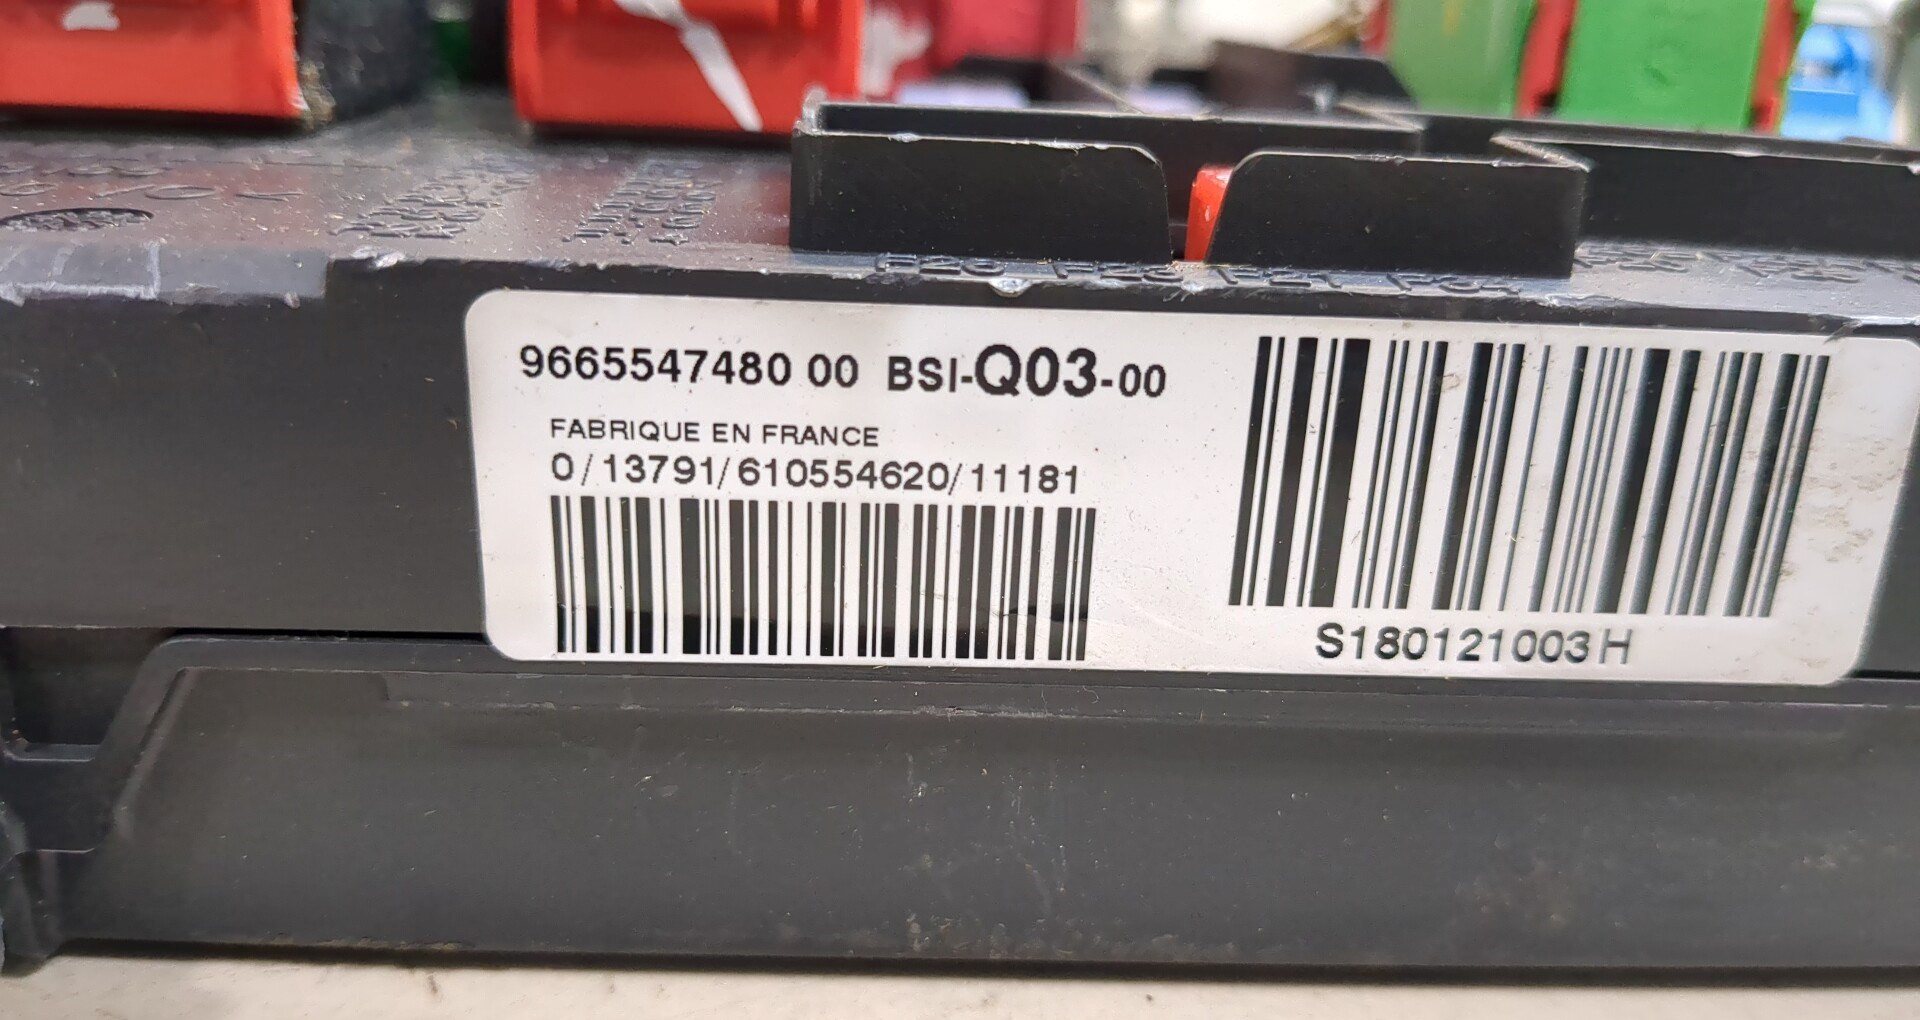 9665547480 00 BSI-Q03-00
FABRIQUE EN FRANCE
0/13791/610554620/11181
S180121003H